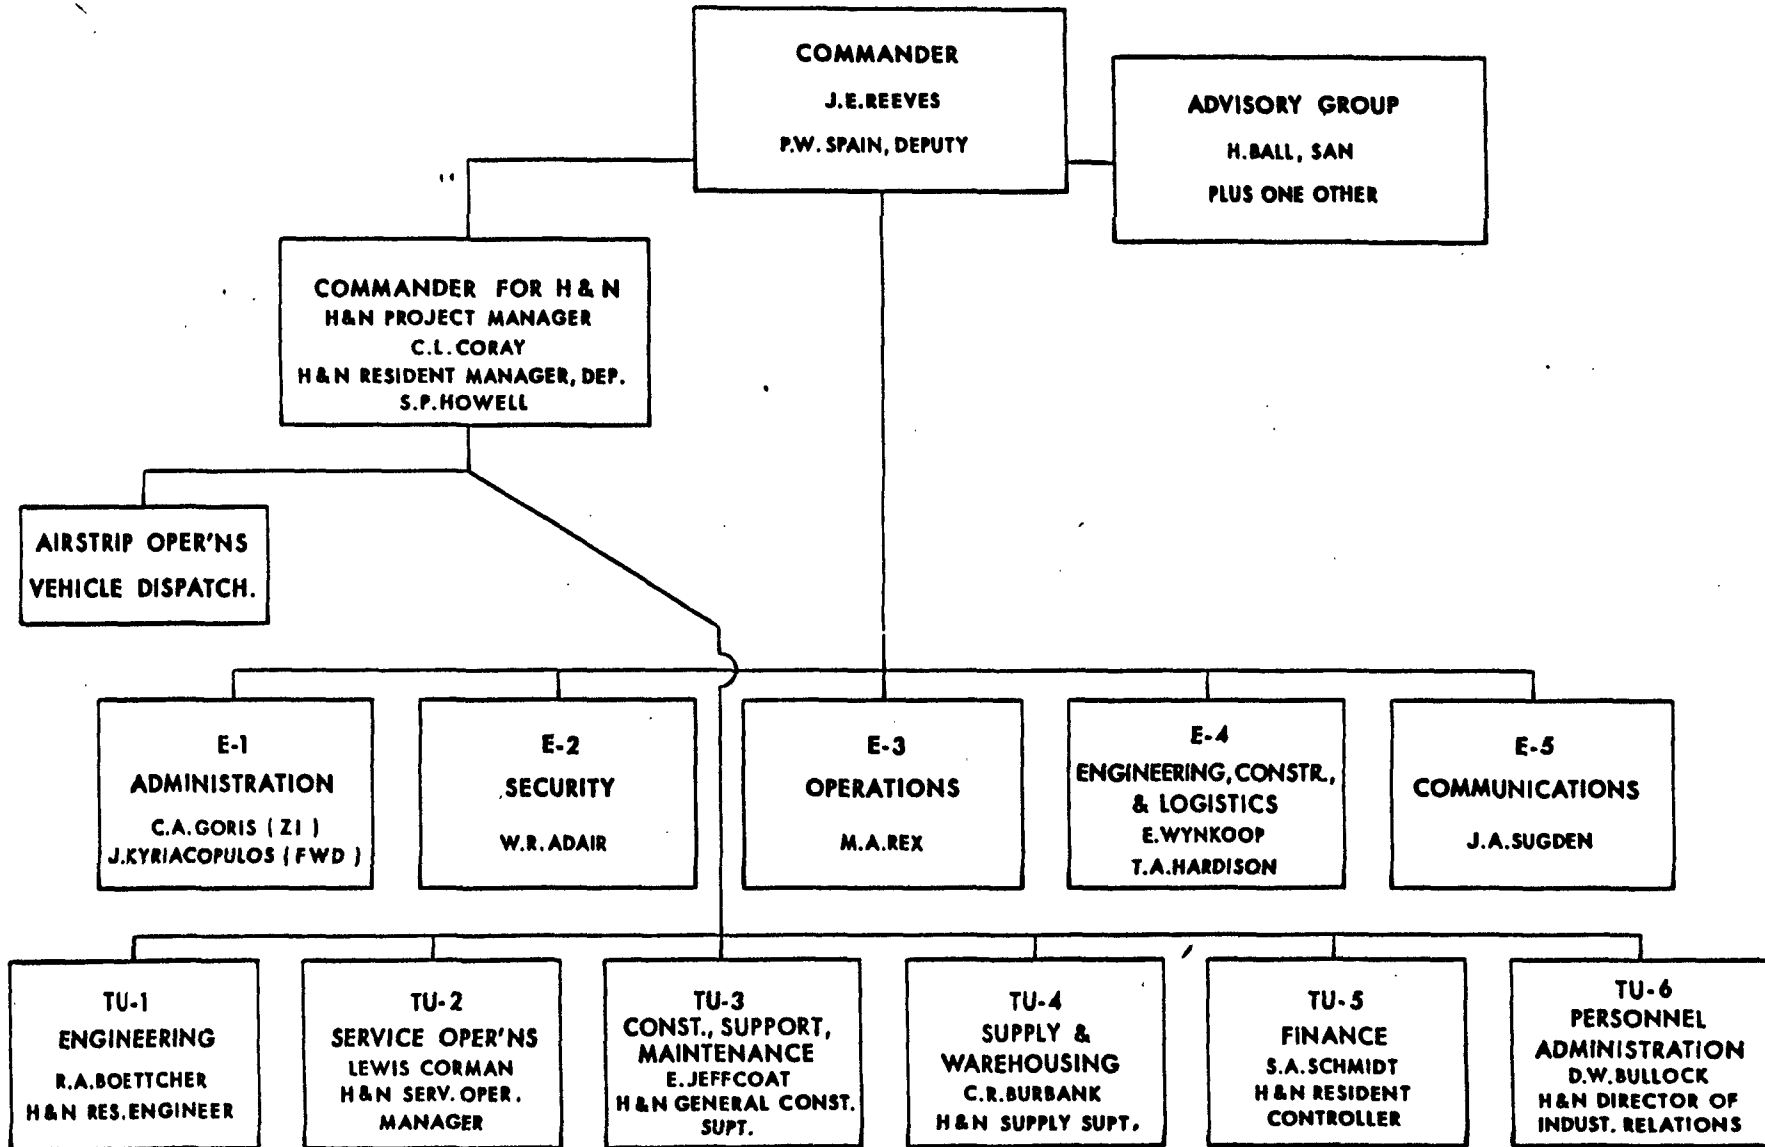 COMMANDER
J.E.REEVES
P.W. SPAIN, DEPUTY
ADVISORY GROUP
H.BALL, SAN
PLUS ONE OTHER
COMMANDER FOR H & N
H&N PROJECT MANAGER
C.L. CORAY
H & N RESIDENT MANAGER, DEP.
S.P. HOWELL
AIRSTRIP OPER'NS
VEHICLE DISPATCH.
E-1
ADMINISTRATION
C.A. GORIS ( ZI )
J.KYRIACOPULOS ( FWD )
E-2
SECURITY
W.R. ADAIR
E-3
OPERATIONS
M.A.REX
E-4
ENGINEERING, CONSTR.,
& LOGISTICS
E.WYNKOOP
T.A.HARDISON
E-5
COMMUNICATIONS
J.A.SUGDEN
TU-1
ENGINEERING
R.A.BOETTCHER
H&N RES.ENGINEER
TU-2
SERVICE OPER'NS
LEWIS CORMAN
H&N SERV. OPER.
MANAGER
TU-3
CONST., SUPPORT,
MAINTENANCE
E.JEFFCOAT
H&N GENERAL CONST.
SUPT.
TU-4
SUPPLY &
WAREHOUSING
C.R.BURBANK
H&N SUPPLY SUPT.
TU-5
FINANCE
S.A.SCHMIDT
H&N RESIDENT
CONTROLLER
TU-6
PERSONNEL
ADMINISTRATION
D.W.BULLOCK
H&N DIRECTOR OF
INDUST. RELATIONS